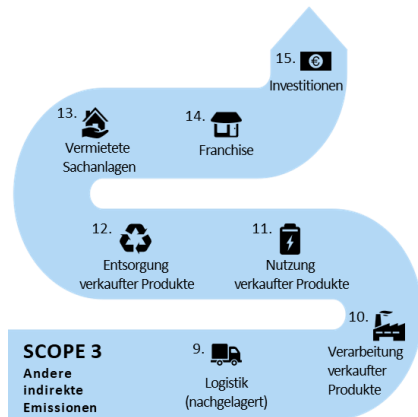 15.
€
Investitionen
13.
Vermietete
Sachanlagen
14.
Franchise
12.
Entsorgung
verkaufter Produkte
11.
Nutzung
verkaufter Produkte
10.
Verarbeitung
verkaufter
Produkte
SCOPE 3
Andere
indirekte
Emissionen
9.
Logistik
(nachgelagert)